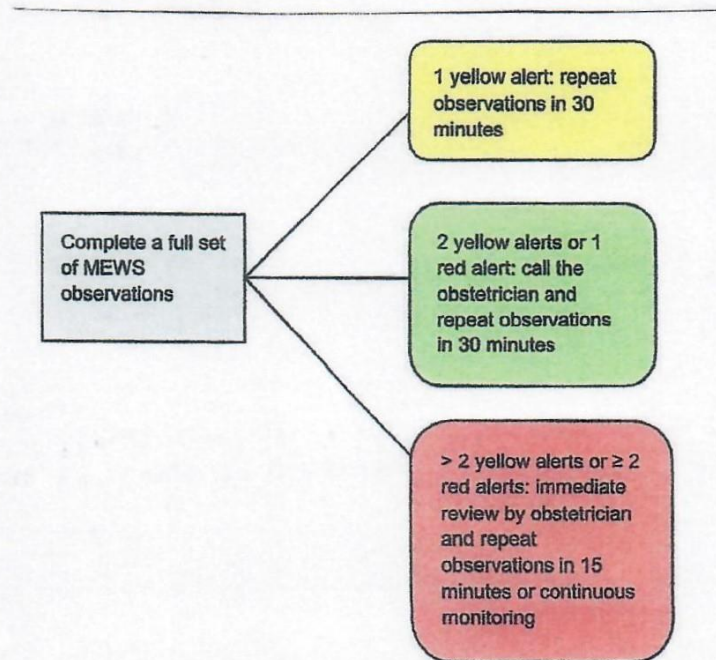 1 yellow alert: repeat
observations in 30
minutes
Complete a full set
of MEWS
observations
2 yellow alerts or 1
red alert: call the
obstetrician and
repeat observations
in 30 minutes
> 2 yellow alerts or ≥ 2
red alerts: immediate
review by obstetrician
and repeat
observations in 15
minutes or continuous
monitoring